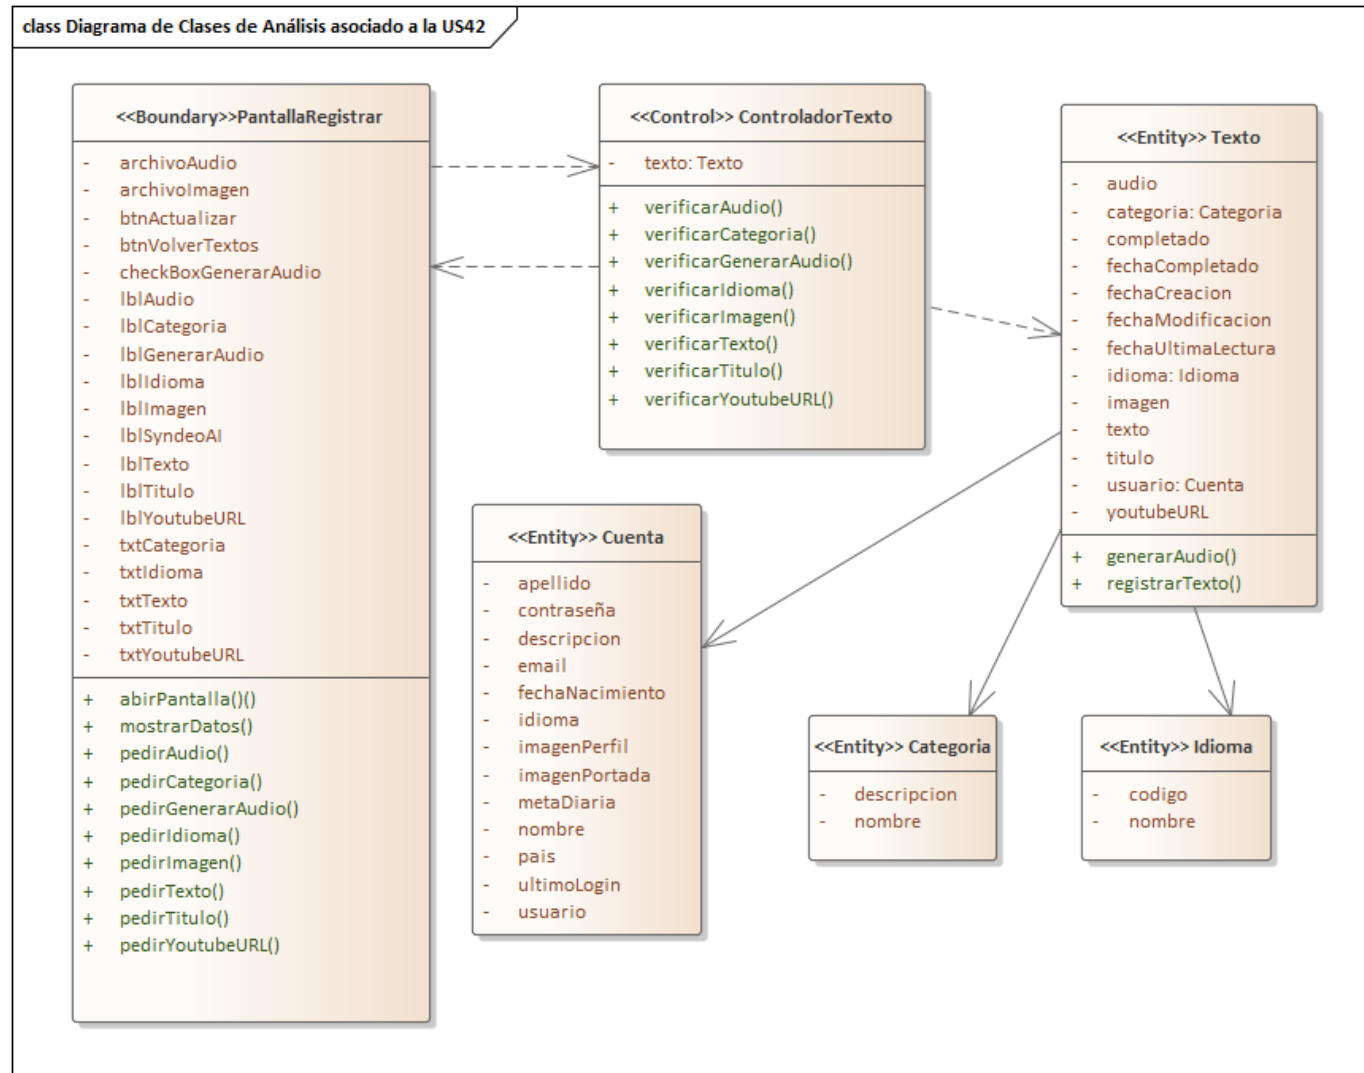 class Diagrama de Clases de Análisis asociado a la US42
<<Boundary>>PantallaRegistrar
- archivoAudio
- archivoImagen
- btnActualizar
- btnVolverTextos
- checkBoxGenerarAudio
- lblAudio
- lblCategoria
- lblGenerarAudio
- lblIdioma
- lblImagen
- lblSyndeoAI
- lblTexto
- lblTitulo
- lblYoutubeURL
- txtCategoria
- txtIdioma
- txtTexto
- txtTitulo
- txtYoutubeURL
+ abirPantalla()()
+ mostrarDatos()
+ pedirAudio()
+ pedirCategoria()
+ pedirGenerarAudio()
+ pedirIdioma()
+ pedirImagen()
+ pedirTexto()
+ pedirTitulo()
+ pedirYoutubeURL()
<<Control>> ControladorTexto
- texto: Texto
+ verificarAudio()
+ verificarCategoria()
+ verificarGenerarAudio()
+ verificarIdioma()
+ verificarImagen()
+ verificarTexto()
+ verificarTitulo()
+ verificarYoutubeURL()
<<Entity>> Texto
- audio
- categoria: Categoria
- completado
- fechaCompletado
- fechaCreacion
- fechaModificacion
- fechaUltimaLectura
- idioma: Idioma
- imagen
- texto
- titulo
- usuario: Cuenta
- youtubeURL
+ generarAudio()
+ registrarTexto()
<<Entity>> Cuenta
- apellido
- contraseña
- descripcion
- email
- fechaNacimiento
- idioma
- imagenPerfil
- imagenPortada
- metaDiaria
- nombre
- pais
- ultimoLogin
- usuario
<<Entity>> Categoria
- descripcion
- nombre
<<Entity>> Idioma
- codigo
- nombre